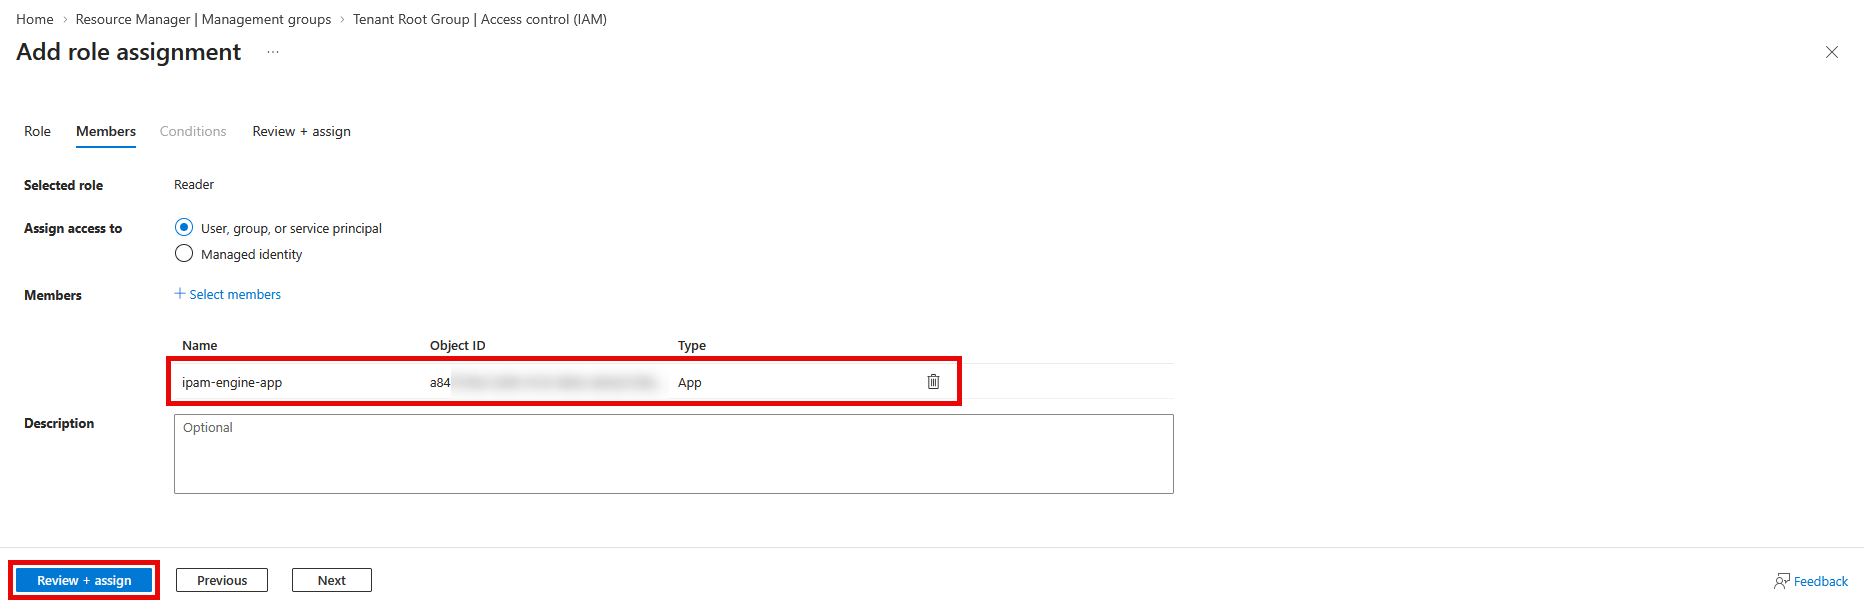 Home > Resource Manager | Management groups > Tenant Root Group | Access control (IAM)
Add role assignment ...
Role Members Conditions Review + assign
Selected role Reader
Assign access to User, group, or service principal
Managed identity
Members + Select members
Name Object ID Type
ipam-engine-app a84 App
Description Optional
Review + assign Previous Next Feedback